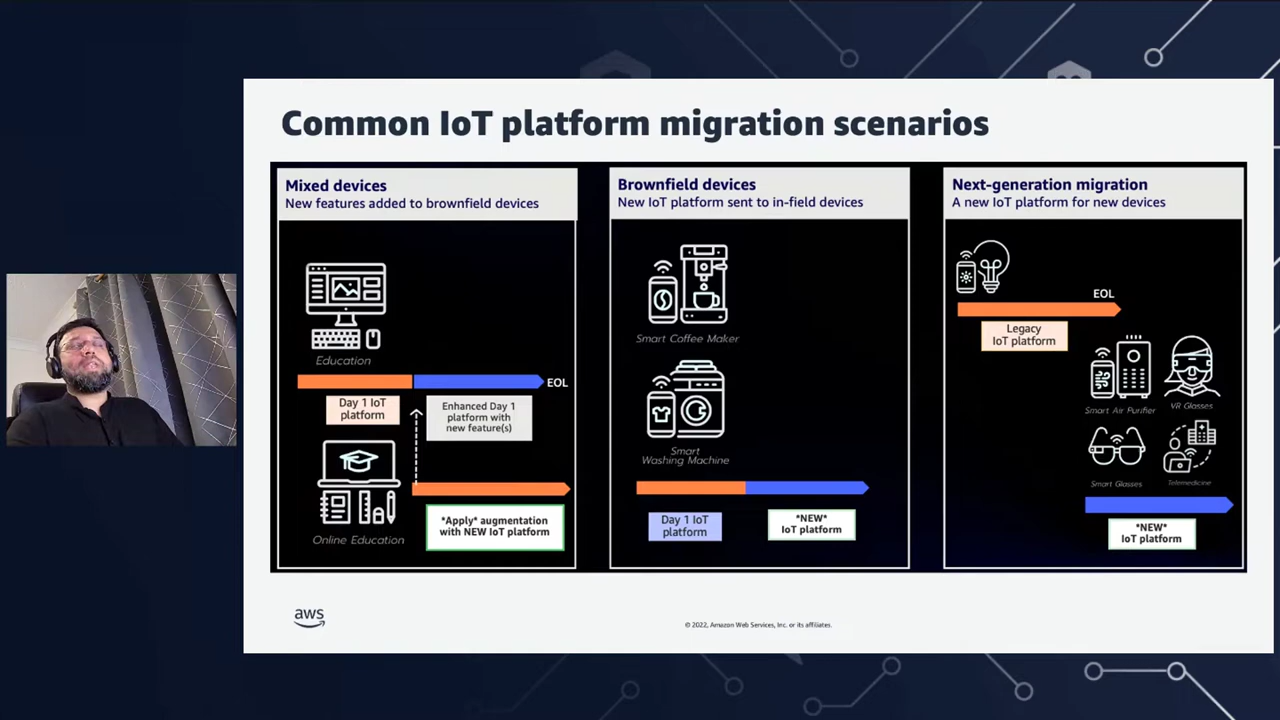 Common IoT platform migration scenarios
Mixed devices
New features added to brownfield devices
Education
EOL
Day 1 IoT
platform
Enhanced Day 1
platform with
new feature(s)
Online Education
*Apply* augmentation
with NEW IoT platform
Brownfield devices
New IoT platform sent to in-field devices
Smart Coffee Maker
Smart
Washing Machine
Day 1 IoT
platform
*NEW*
IoT platform
Next-generation migration
A new IoT platform for new devices
EOL
Legacy
IoT platform
Smart Air Purifier
VR Glasses
Smart Glasses
Telemedicine
*NEW*
IoT platform
aws
© 2022, Amazon Web Services, Inc. or its affiliates.